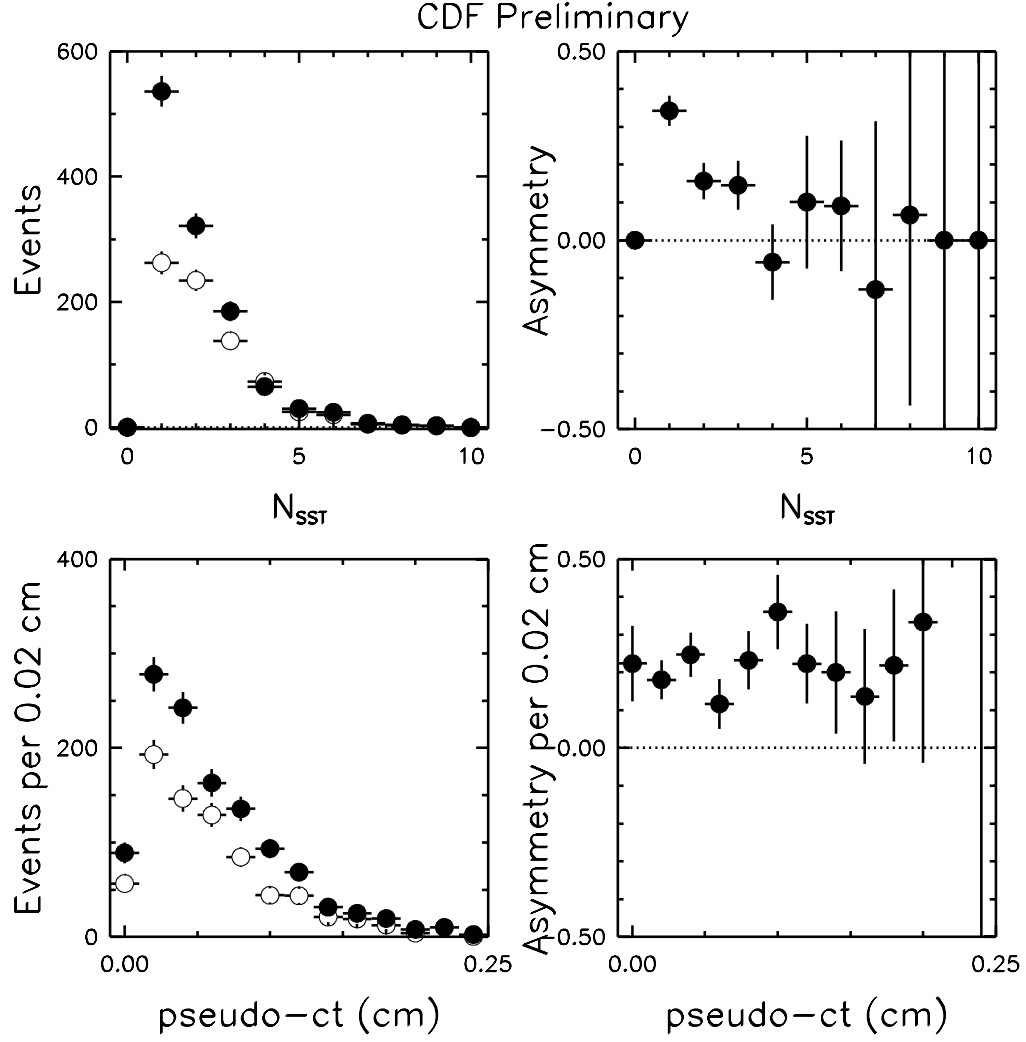 CDF Preliminary
600
400
200
0
Events
0 5 10
N_SST
0.50
0.00
−0.50
Asymmetry
0 5 10
N_SST
400
200
0
Events per 0.02 cm
0.00 0.25
pseudo−ct (cm)
0.50
0.00
−0.50
Asymmetry per 0.02 cm
0.00 0.25
pseudo−ct (cm)